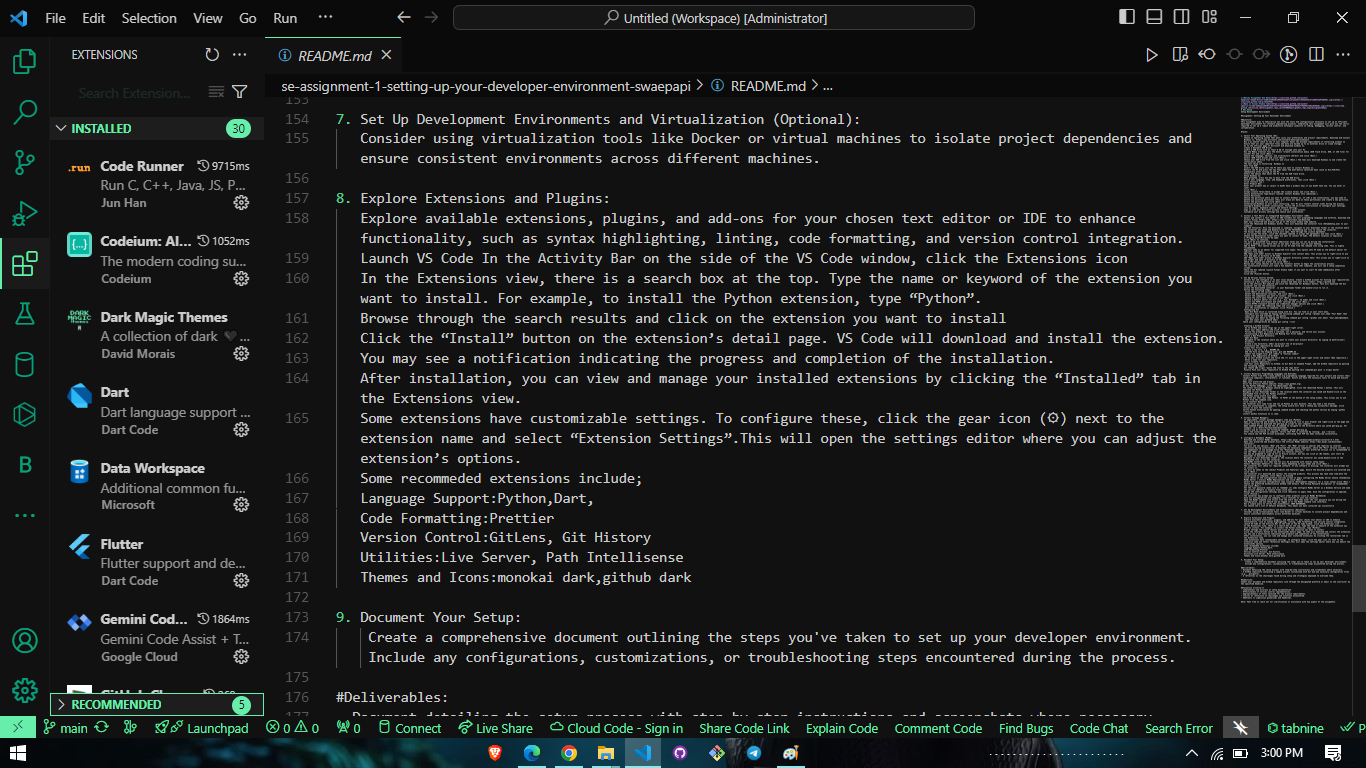 File Edit Selection View Go Run ···
Untitled (Workspace) [Administrator]
EXTENSIONS
README.md
se-assignment-1-setting-up-your-developer-environment-swaepapi > README.md > ...
Search Extension...
INSTALLED 30
.run Code Runner 9715ms
Run C, C++, Java, JS, P...
Jun Han
Codeium: AI... 1052ms
The modern coding su...
Codeium
DARK MAGIC Themes
Dark Magic Themes
A collection of dark 🖤 ...
David Morais
Dart
Dart language support ...
Dart Code
Data Workspace
Additional common fu...
Microsoft
Flutter
Flutter support and de...
Dart Code
Gemini Cod... 1864ms
Gemini Code Assist + T...
Google Cloud
RECOMMENDED 5
153
154 7. Set Up Development Environments and Virtualization (Optional):
155 Consider using virtualization tools like Docker or virtual machines to isolate project dependencies and
ensure consistent environments across different machines.
156
157 8. Explore Extensions and Plugins:
158 Explore available extensions, plugins, and add-ons for your chosen text editor or IDE to enhance
functionality, such as syntax highlighting, linting, code formatting, and version control integration.
159 Launch VS Code In the Activity Bar on the side of the VS Code window, click the Extensions icon
160 In the Extensions view, there is a search box at the top. Type the name or keyword of the extension you
want to install. For example, to install the Python extension, type “Python”.
161 Browse through the search results and click on the extension you want to install
162 Click the “Install” button on the extension’s detail page. VS Code will download and install the extension.
163 You may see a notification indicating the progress and completion of the installation.
164 After installation, you can view and manage your installed extensions by clicking the “Installed” tab in
the Extensions view.
165 Some extensions have customizable settings. To configure these, click the gear icon (⚙) next to the
extension name and select “Extension Settings”.This will open the settings editor where you can adjust the
extension’s options.
166 Some recommeded extensions include;
167 Language Support:Python,Dart,
168 Code Formatting:Prettier
169 Version Control:GitLens, Git History
170 Utilities:Live Server, Path Intellisense
171 Themes and Icons:monokai dark,github dark
172
173 9. Document Your Setup:
174 Create a comprehensive document outlining the steps you've taken to set up your developer environment.
Include any configurations, customizations, or troubleshooting steps encountered during the process.
175
176 #Deliverables:
177 - Document detailing the setup process with step-by-step instructions and screenshots where necessary.
main Launchpad 0 0 0 Connect Live Share Cloud Code - Sign in Share Code Link Explain Code Comment Code Find Bugs Code Chat Search Error tabnine P
3:00 PM